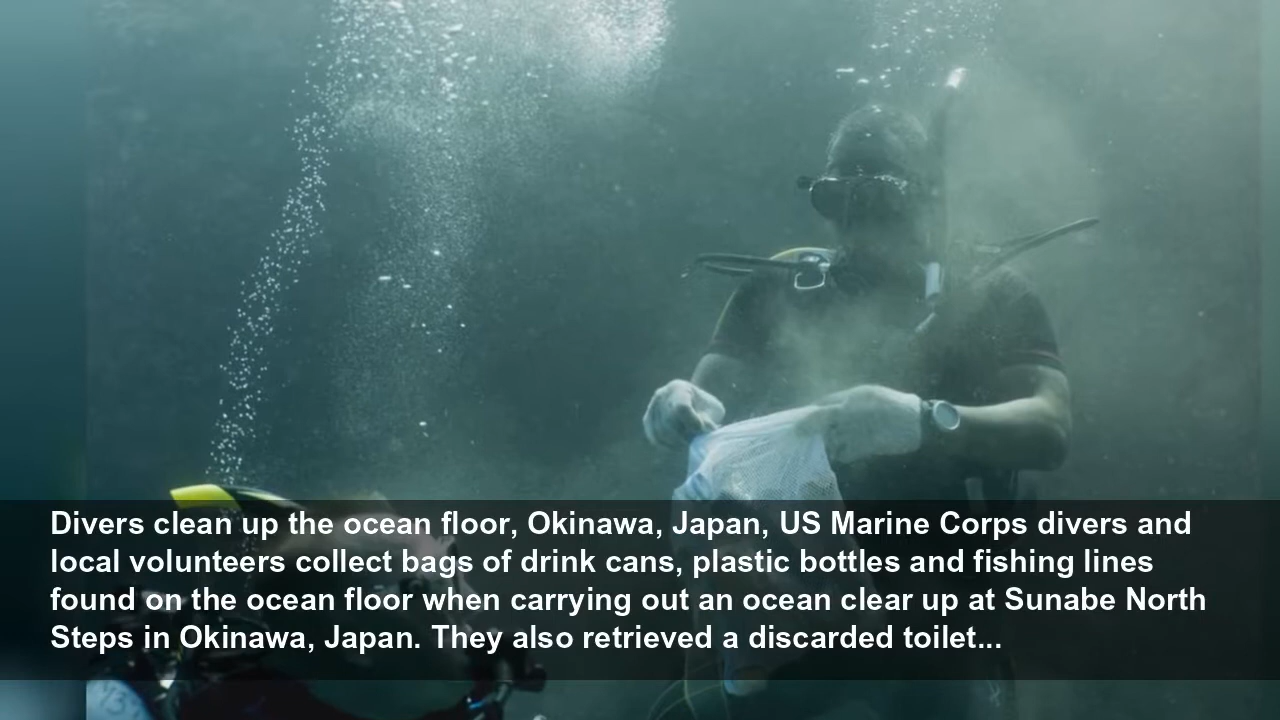 Divers clean up the ocean floor, Okinawa, Japan, US Marine Corps divers and
local volunteers collect bags of drink cans, plastic bottles and fishing lines
found on the ocean floor when carrying out an ocean clear up at Sunabe North
Steps in Okinawa, Japan. They also retrieved a discarded toilet...